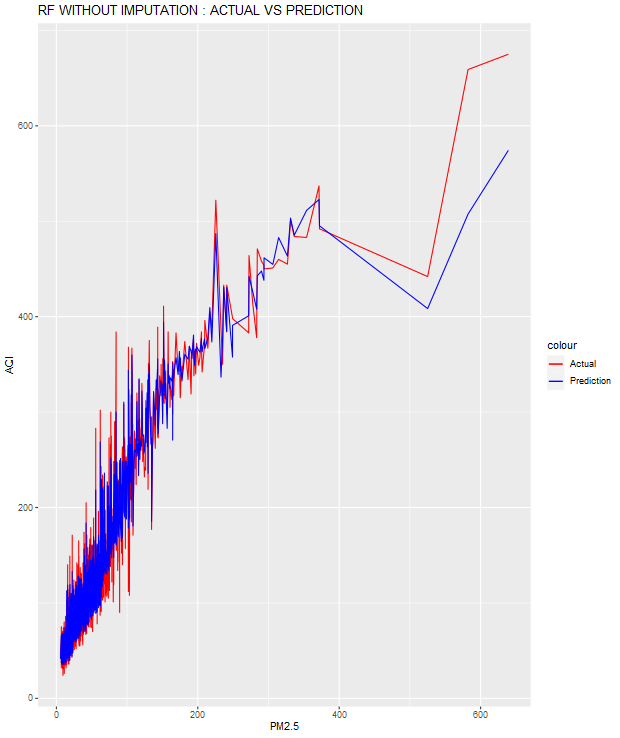 RF WITHOUT IMPUTATION : ACTUAL VS PREDICTION
600
400
200
0
AQI
0 200 400 600
PM2.5
colour
Actual
Prediction